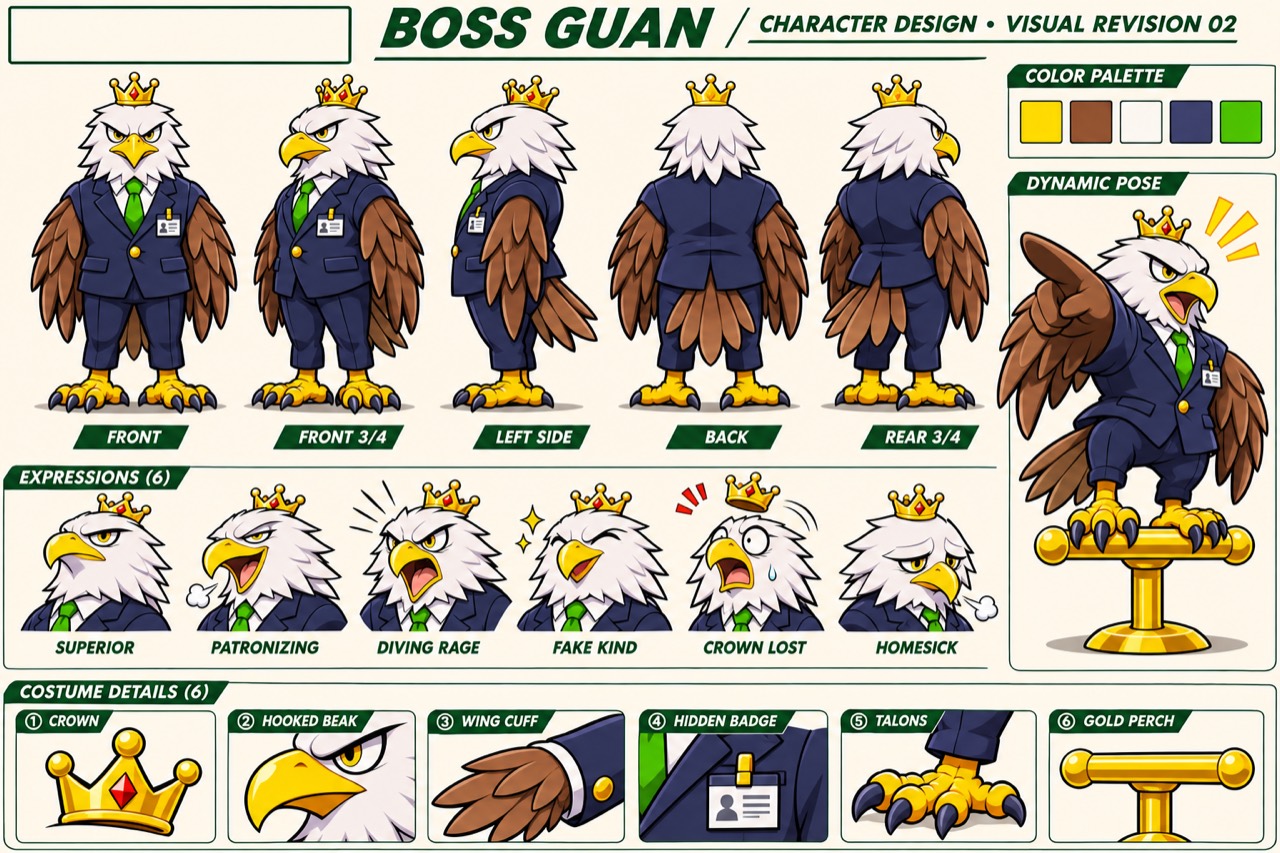 BOSS GUAN / CHARACTER DESIGN • VISUAL REVISION 02
COLOR PALETTE
FRONT
FRONT 3/4
LEFT SIDE
BACK
REAR 3/4
DYNAMIC POSE
EXPRESSIONS (6)
SUPERIOR
PATRONIZING
DIVING RAGE
FAKE KIND
CROWN LOST
HOMESICK
COSTUME DETAILS (6)
① CROWN
② HOOKED BEAK
③ WING CUFF
④ HIDDEN BADGE
⑤ TALONS
⑥ GOLD PERCH